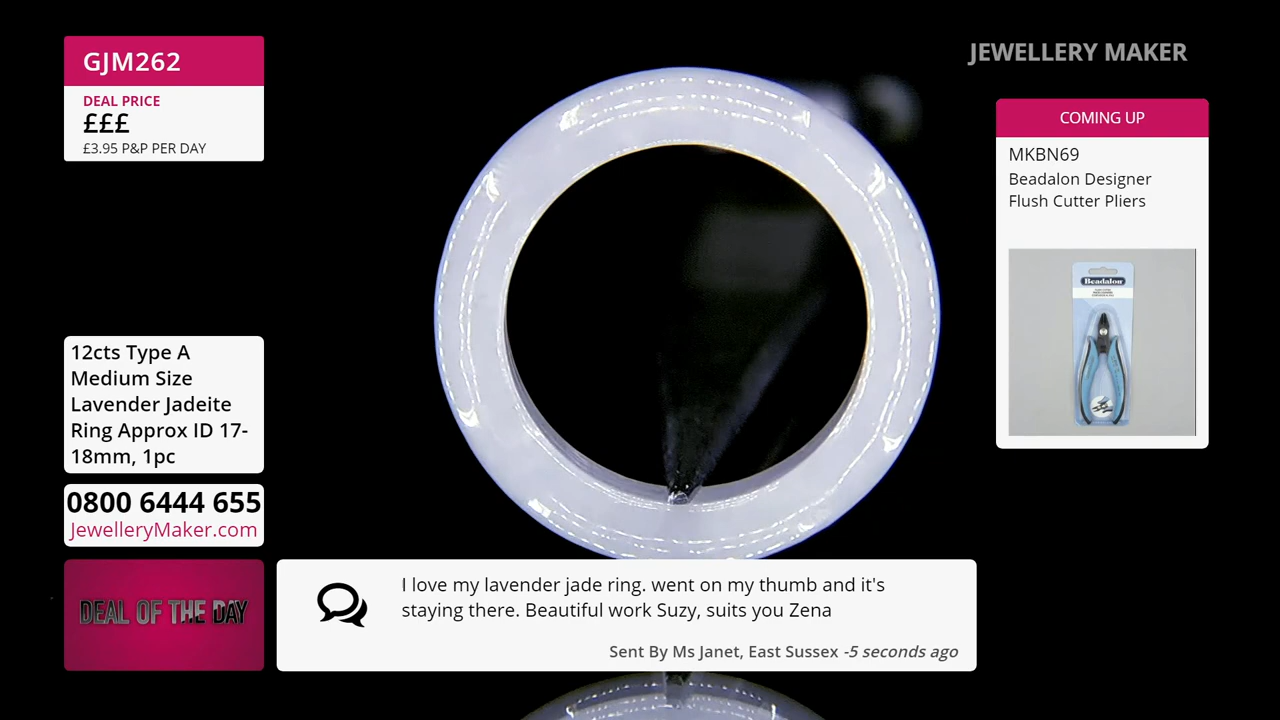 GJM262
DEAL PRICE
£££
£3.95 P&P PER DAY
JEWELLERY MAKER
COMING UP
MKBN69
Beadalon Designer
Flush Cutter Pliers
Beadalon
12cts Type A
Medium Size
Lavender Jadeite
Ring Approx ID 17-
18mm, 1pc
0800 6444 655
JewelleryMaker.com
DEAL OF THE DAY
I love my lavender jade ring. went on my thumb and it's
staying there. Beautiful work Suzy, suits you Zena
Sent By Ms Janet, East Sussex -5 seconds ago